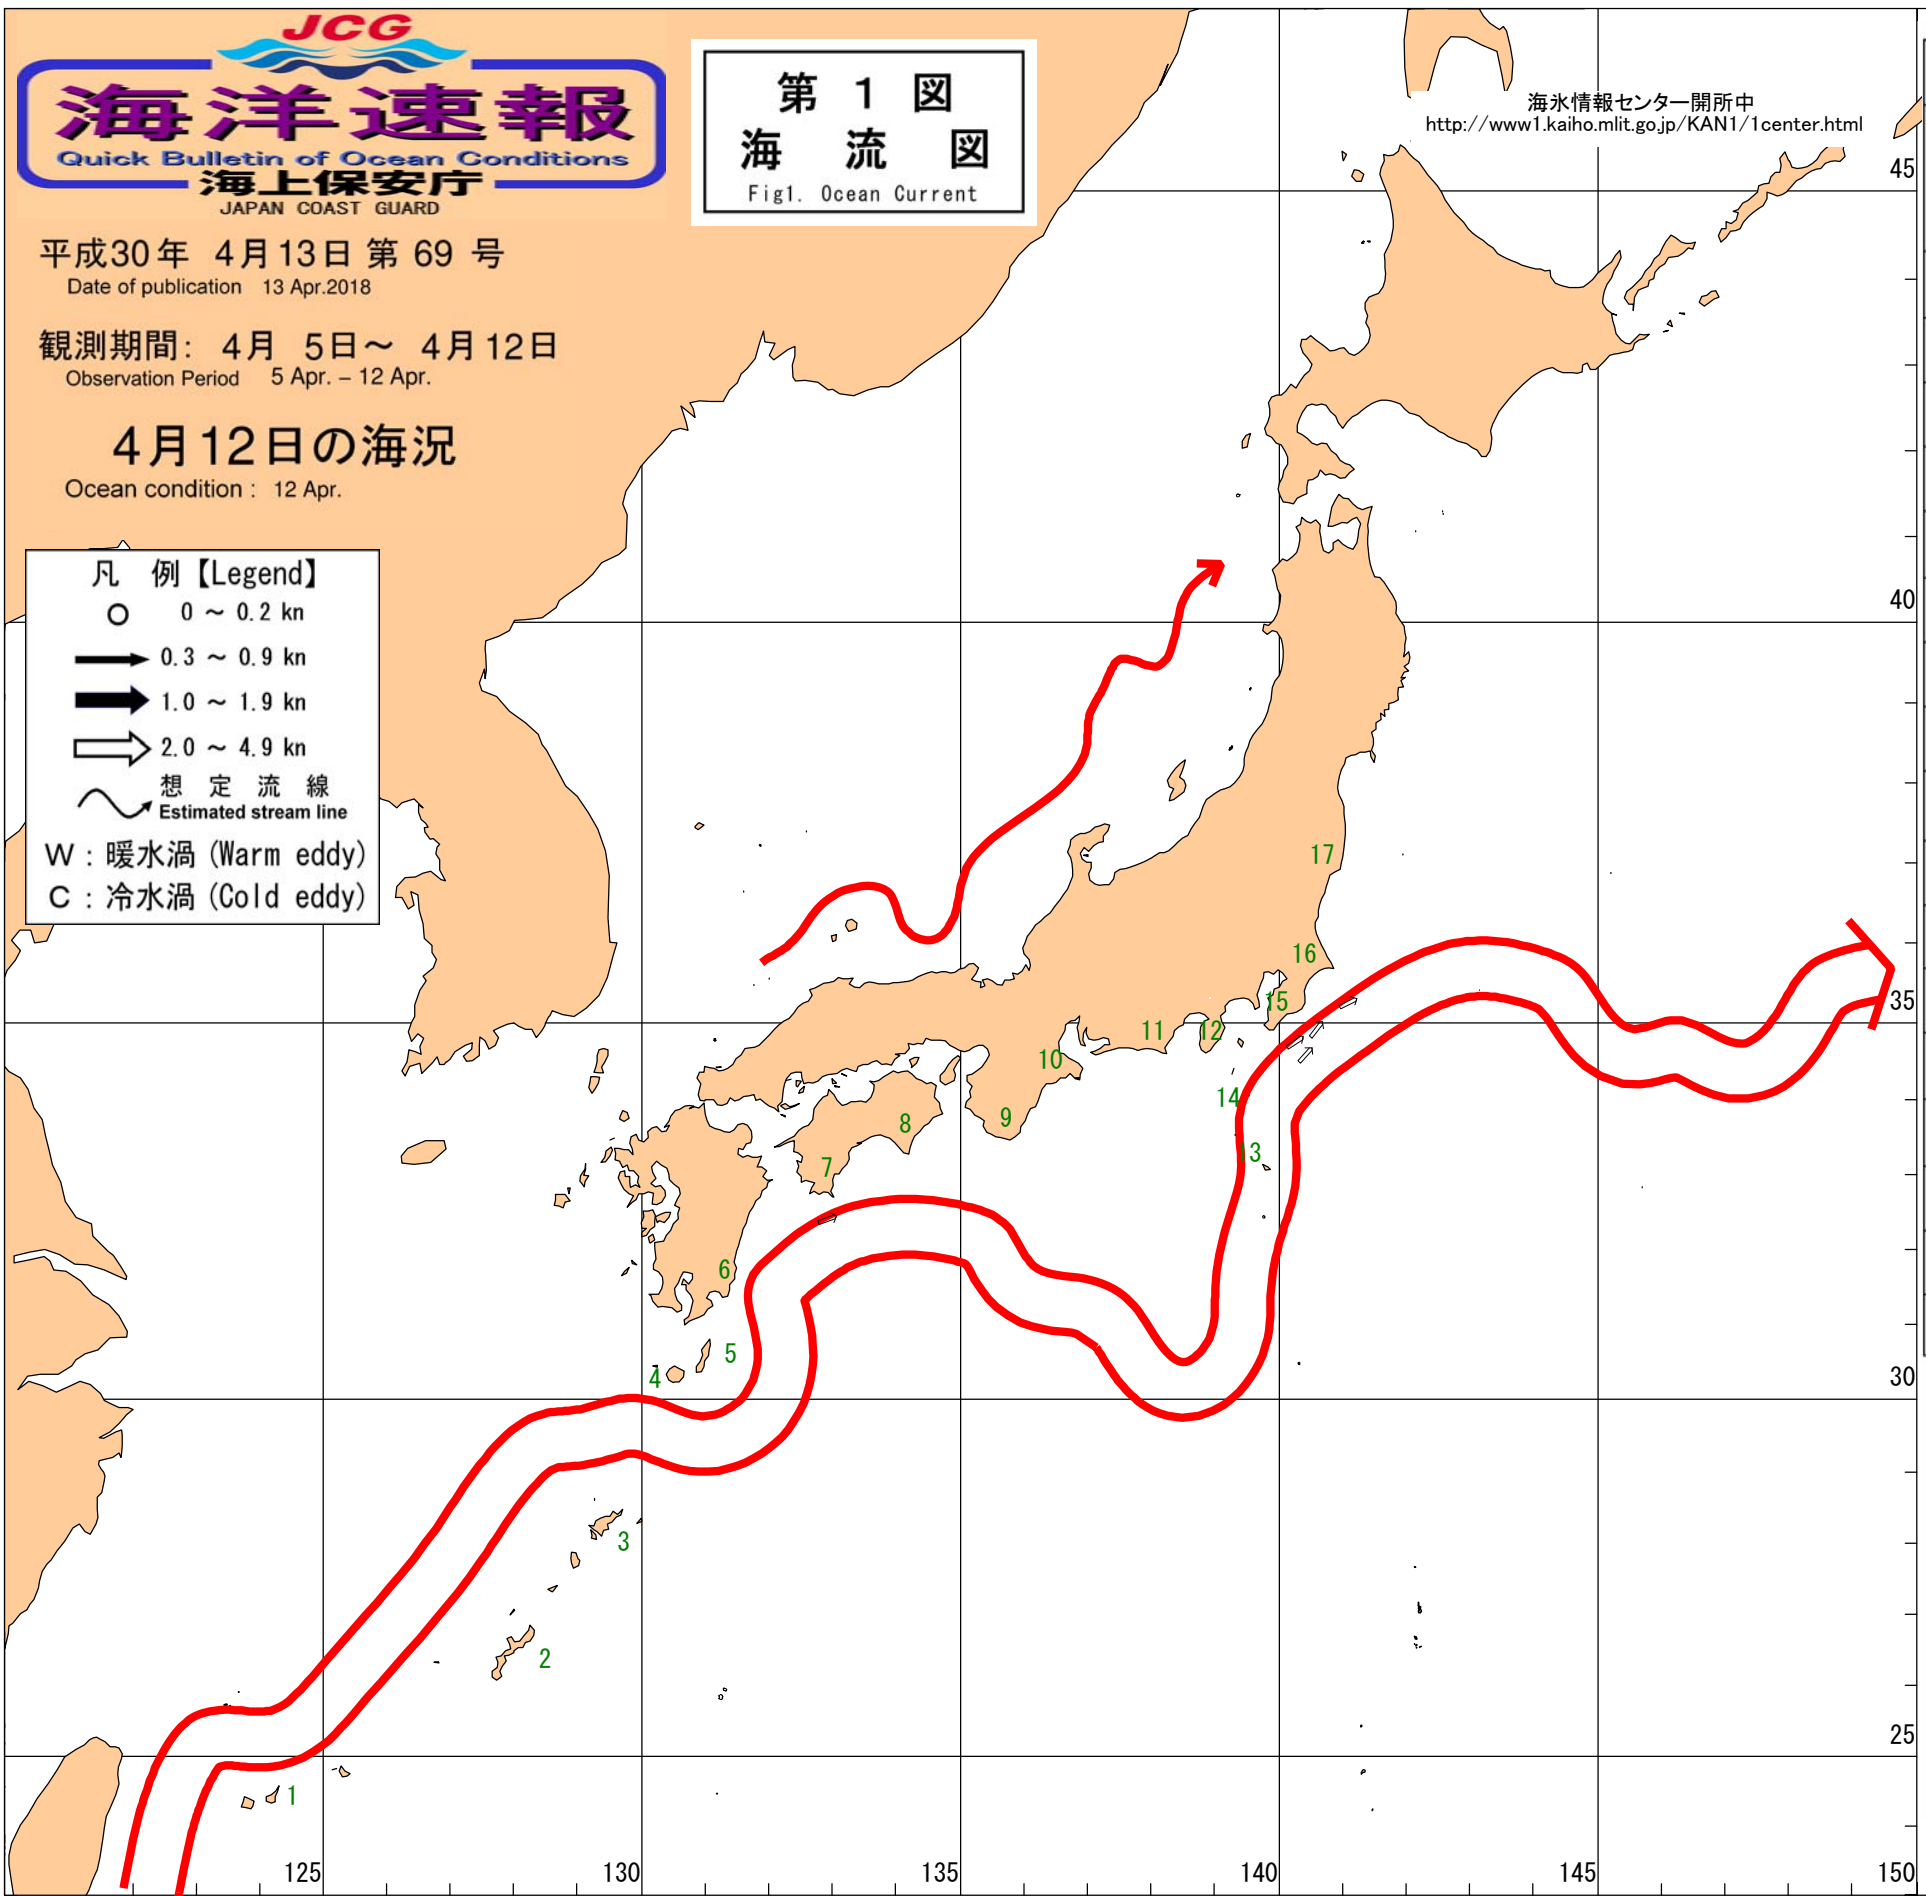 JCG
海洋速報
Quick Bulletin of Ocean Conditions
海上保安庁
JAPAN COAST GUARD
平成30年 4月13日 第 69 号
Date of publication 13 Apr.2018
観測期間: 4月 5日～ 4月12日
Observation Period 5 Apr. – 12 Apr.
4月12日の海況
Ocean condition : 12 Apr.
第 1 図
海 流 図
Fig1. Ocean Current
海氷情報センター開所中
http://www1.kaiho.mlit.go.jp/KAN1/1center.html
凡 例【Legend】
0 ～ 0.2 kn
0.3 ～ 0.9 kn
1.0 ～ 1.9 kn
2.0 ～ 4.9 kn
想 定 流 線
Estimated stream line
W : 暖水渦 (Warm eddy)
C : 冷水渦 (Cold eddy)
45
40
17
16
35
15
12
11
10
14
9
8
13
7
6
5
4
30
3
2
25
1
125
130
135
140
145
150